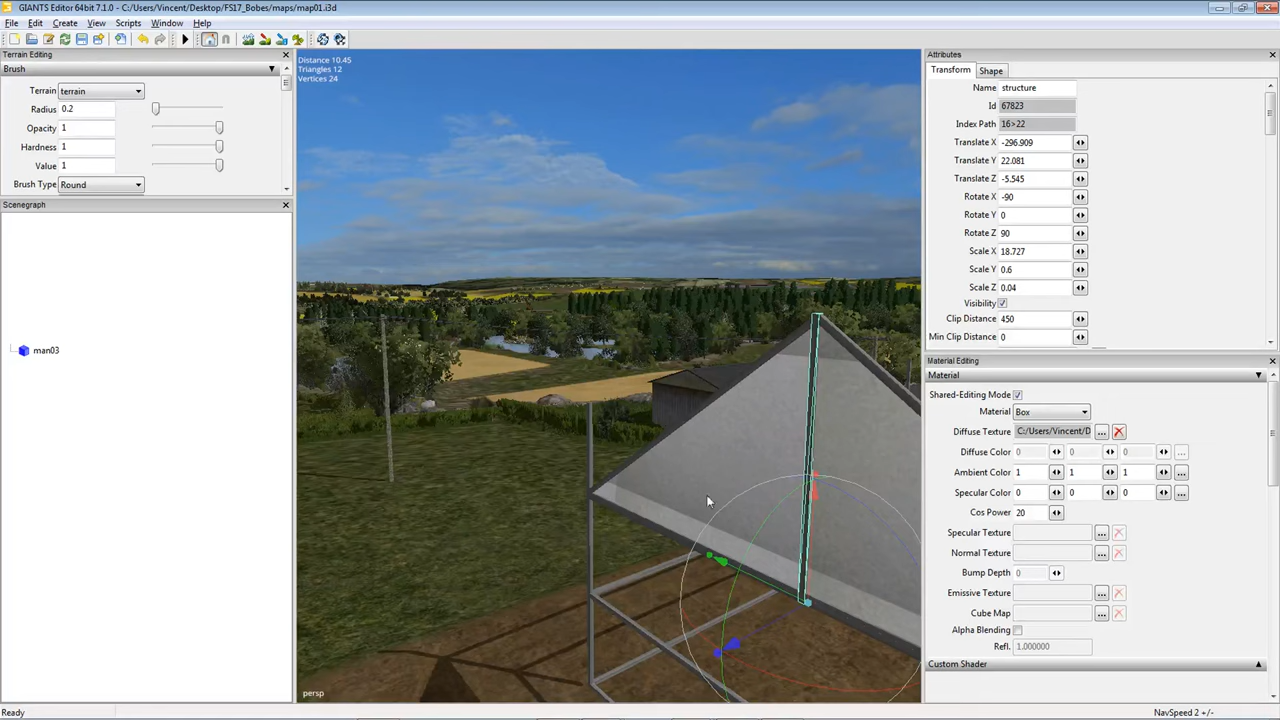 GIANTS Editor 64bit 7.1.0 - C:/Users/Vincent/Desktop/FS17_Bobes/maps/map01.i3d
File Edit Create View Scripts Window Help
Terrain Editing
Brush
Terrain terrain
Radius 0.2
Opacity 1
Hardness 1
Value 1
Brush Type Round
Scenegraph
man03
Distance 10.45
Triangles 12
Vertices 24
persp
Attributes
Transform Shape
Name structure
Id 67823
Index Path 16>22
Translate X -296.909
Translate Y 22.081
Translate Z -5.545
Rotate X -90
Rotate Y 0
Rotate Z 90
Scale X 18.727
Scale Y 0.6
Scale Z 0.04
Visibility
Clip Distance 450
Min Clip Distance 0
Material Editing
Material
Shared-Editing Mode
Material Box
Diffuse Texture C:/Users/Vincent/D ...
Diffuse Color 0 0 0 ...
Ambient Color 1 1 1 ...
Specular Color 0 0 0 ...
Cos Power 20
Specular Texture ...
Normal Texture ...
Bump Depth 0
Emissive Texture ...
Cube Map ...
Alpha Blending
Refl. 1.000000
Custom Shader
Ready
NavSpeed 2 +/-